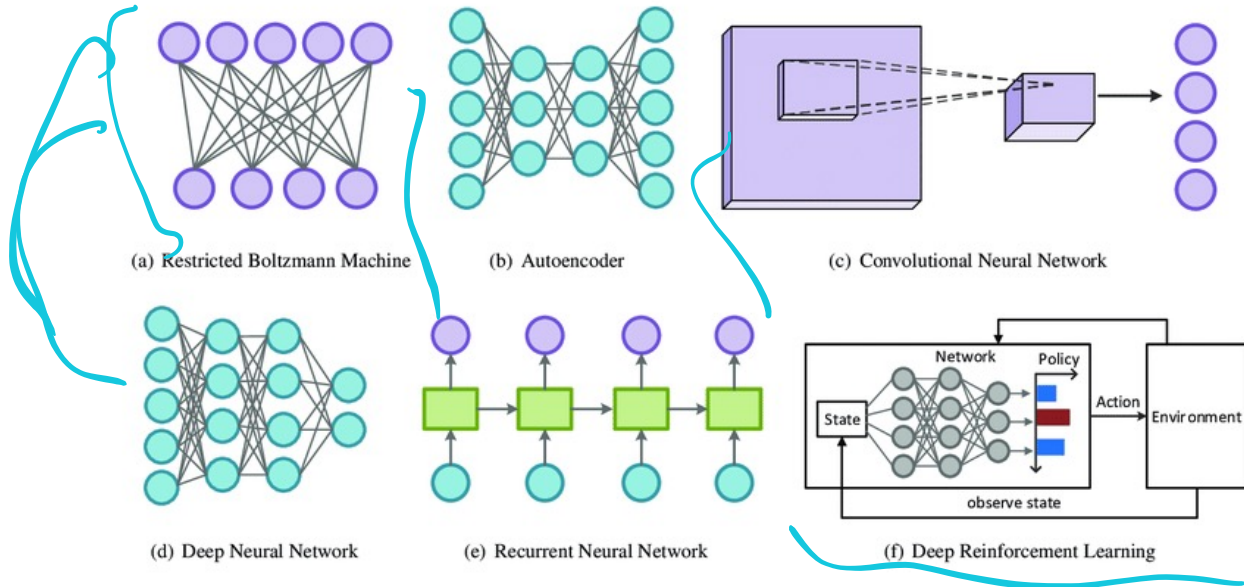 (a) Restricted Boltzmann Machine
(b) Autoencoder
(c) Convolutional Neural Network
(d) Deep Neural Network
(e) Recurrent Neural Network
Network
Policy
State
Action
Environment
observe state
(f) Deep Reinforcement Learning